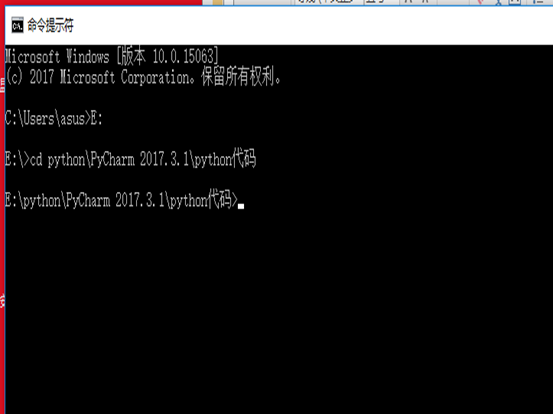 命令提示符
Microsoft Windows [版本 10.0.15063]
(c) 2017 Microsoft Corporation。保留所有权利。
C:\Users\asus>E:
E:\>cd python\PyCharm 2017.3.1\python代码
E:\python\PyCharm 2017.3.1\python代码>